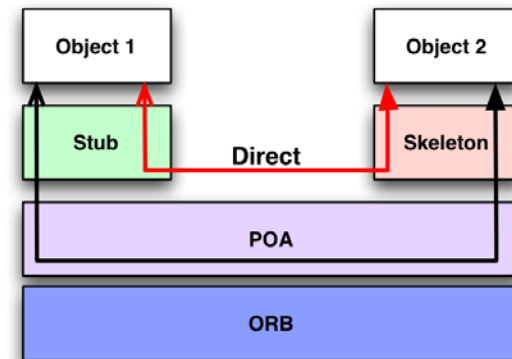 Object 1
Object 2
Stub
Skeleton
Direct
POA
ORB